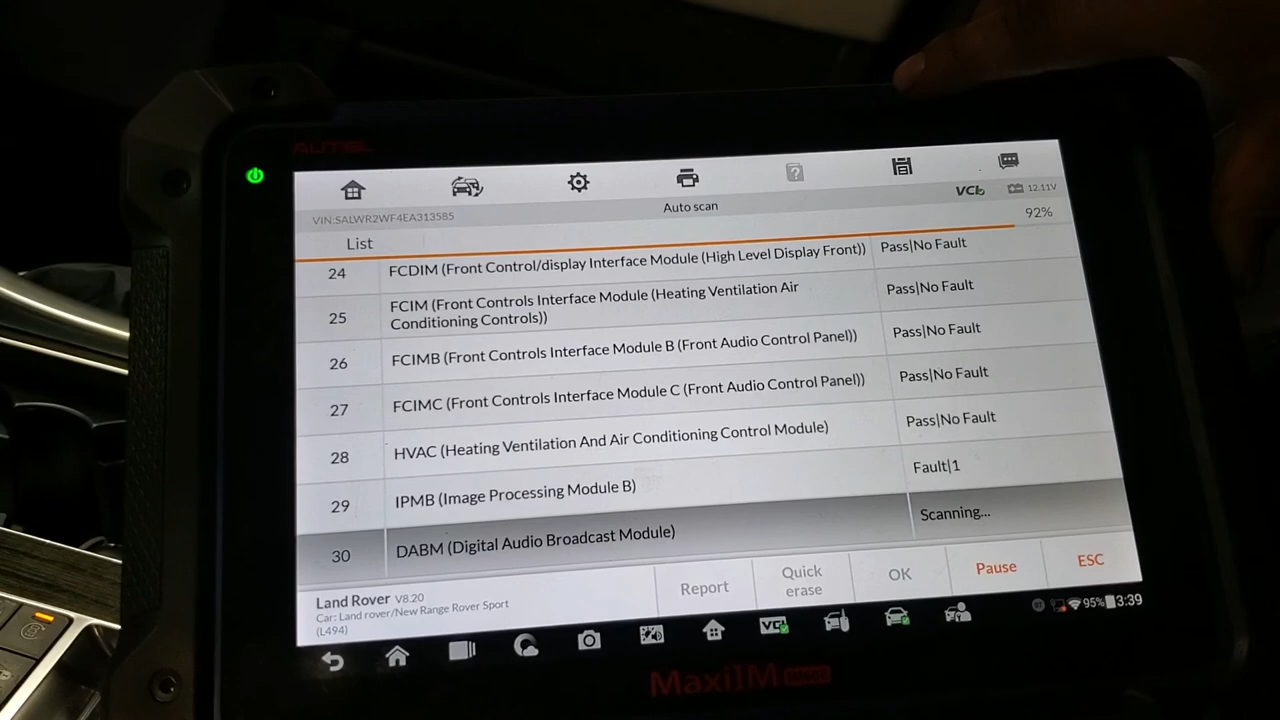 AUTEL
VCI
12.11V
VIN:SALWR2WF4EA313585
Auto scan
92%
List
24 FCDIM (Front Control/display Interface Module (High Level Display Front)) Pass|No Fault
25 FCIM (Front Controls Interface Module (Heating Ventilation Air
Conditioning Controls)) Pass|No Fault
26 FCIMB (Front Controls Interface Module B (Front Audio Control Panel)) Pass|No Fault
27 FCIMC (Front Controls Interface Module C (Front Audio Control Panel)) Pass|No Fault
28 HVAC (Heating Ventilation And Air Conditioning Control Module) Pass|No Fault
29 IPMB (Image Processing Module B) Fault|1
30 DABM (Digital Audio Broadcast Module) Scanning...
Land Rover V8.20
Car: Land rover/New Range Rover Sport
(L494)
Report
Quick
erase
OK
Pause
ESC
VCI
95% 3:39
MaxiIM